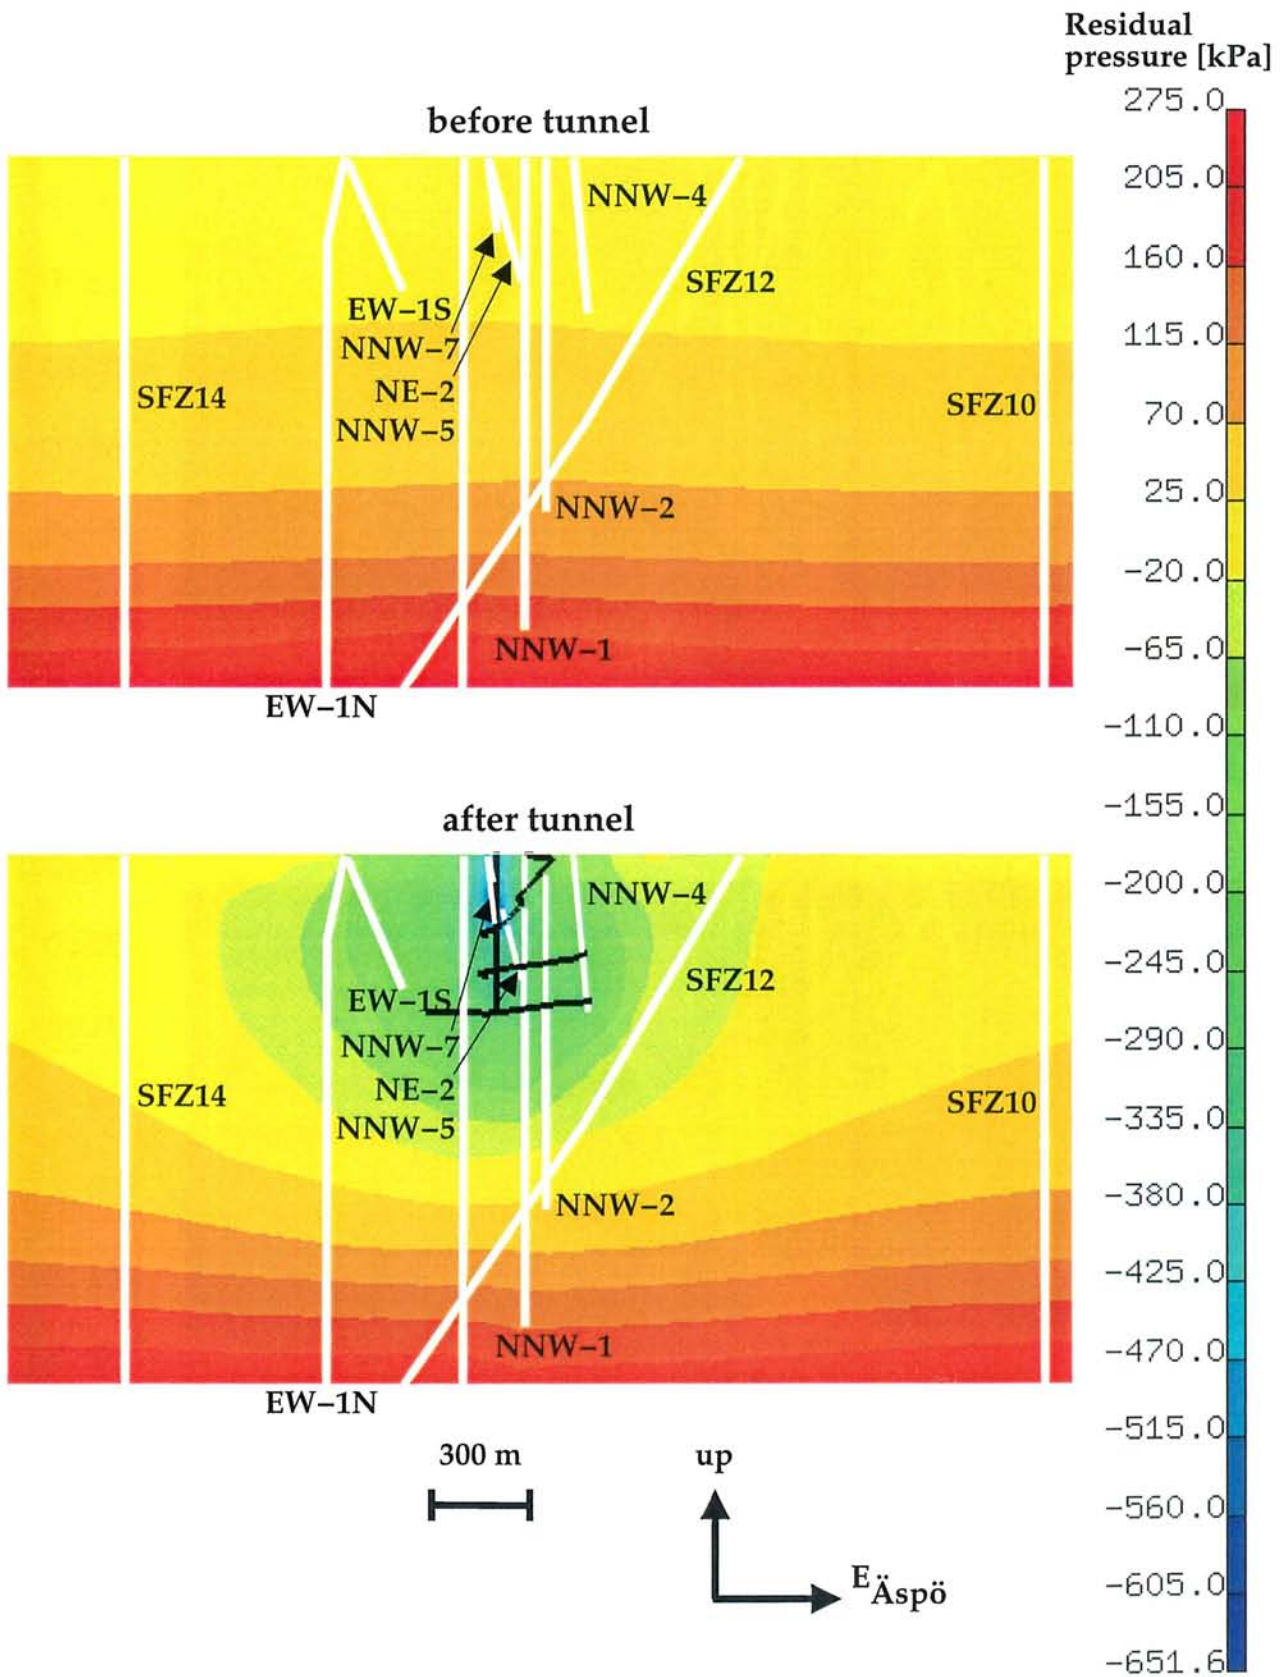 Residual
pressure [kPa]
275.0
before tunnel
205.0
NNW–4
160.0
SFZ12
EW–1S
115.0
NNW–7
NE–2
SFZ14
SFZ10
70.0
NNW–5
25.0
NNW–2
-20.0
NNW–1
-65.0
EW–1N
-110.0
-155.0
after tunnel
-200.0
NNW–4
-245.0
SFZ12
EW–1S
-290.0
NNW–7
NE–2
SFZ14
SFZ10
-335.0
NNW–5
-380.0
NNW–2
-425.0
NNW–1
-470.0
EW–1N
-515.0
300 m
up
-560.0
-605.0
E Äspö
-651.6